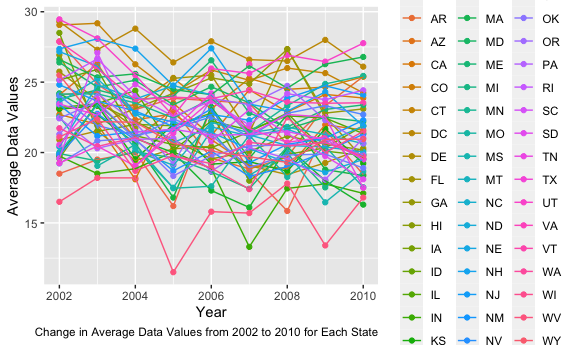 30
25
20
15
Average Data Values
2002
2004
2006
2008
2010
Year
Change in Average Data Values from 2002 to 2010 for Each State
AR
AZ
CA
CO
CT
DC
DE
FL
GA
HI
IA
ID
IL
IN
KS
MA
MD
ME
MI
MN
MO
MS
MT
NC
ND
NE
NH
NJ
NM
NV
OK
OR
PA
RI
SC
SD
TN
TX
UT
VA
VT
WA
WI
WV
WY